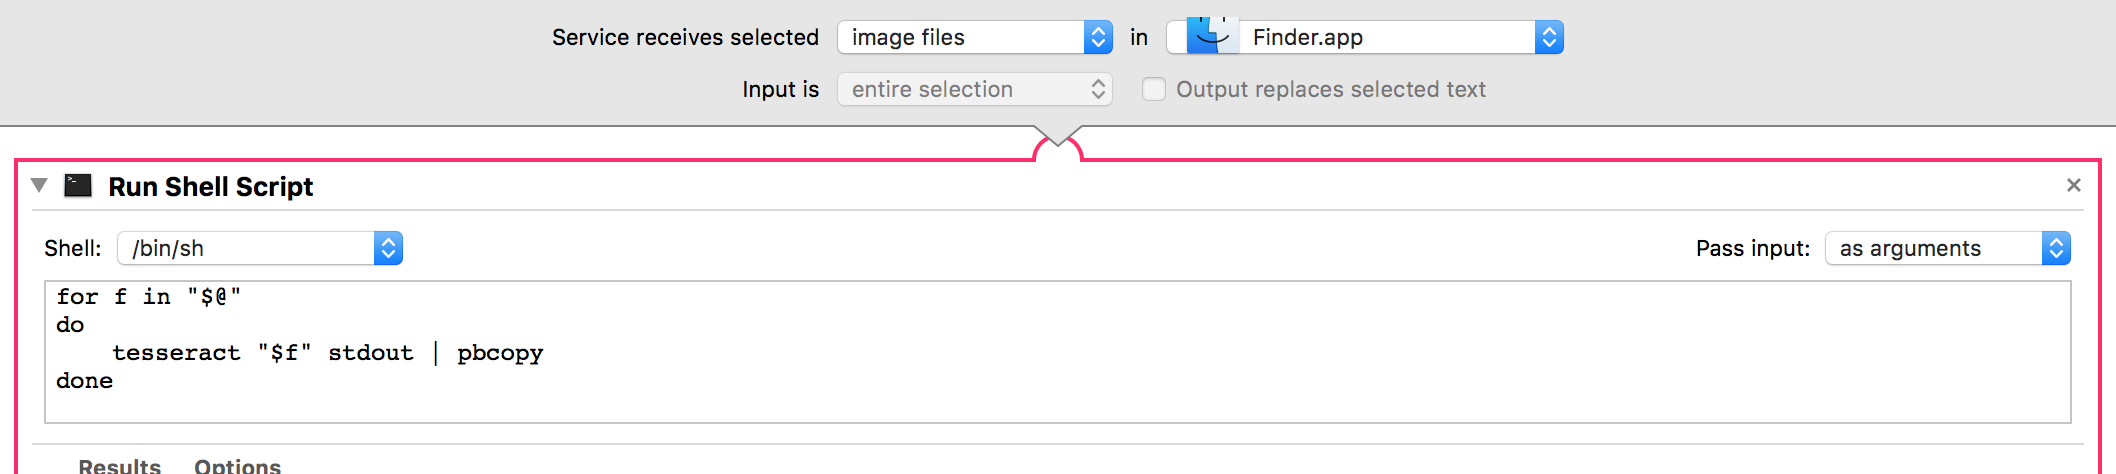 Service receives selected image files in Finder.app
Input is entire selection Output replaces selected text
Run Shell Script
Shell: /bin/sh Pass input: as arguments
for f in "$@"
do
    tesseract "$f" stdout | pbcopy
done
Results Options